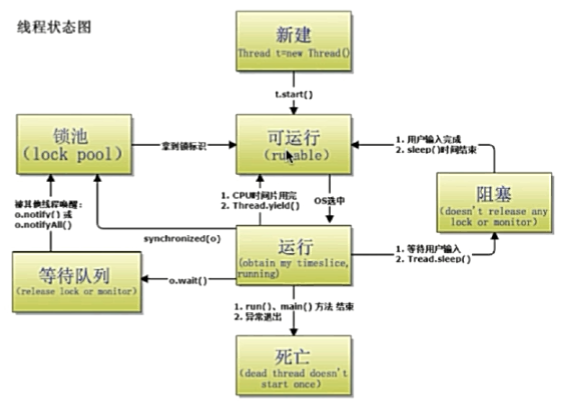 线程状态图
新建
Thread t=new Thread()
t.start()
锁池
(lock pool)
拿到锁标识
可运行
(runable)
1. 用户输入完成
2. sleep()时间结束
阻塞
(doesn't release any
lock or monitor)
被其他线程唤醒:
o.notify() 或
o.notifyAll()
1. CPU时间片用完
2. Thread.yield()
OS选中
synchronized(o)
运行
(obtain my timeslice,
running)
1. 等待用户输入
2. Tread.sleep()
等待队列
(release lock or monitor)
o.wait()
1. run()、main() 方法 结束
2. 异常退出
死亡
(dead thread doesn't
start once)